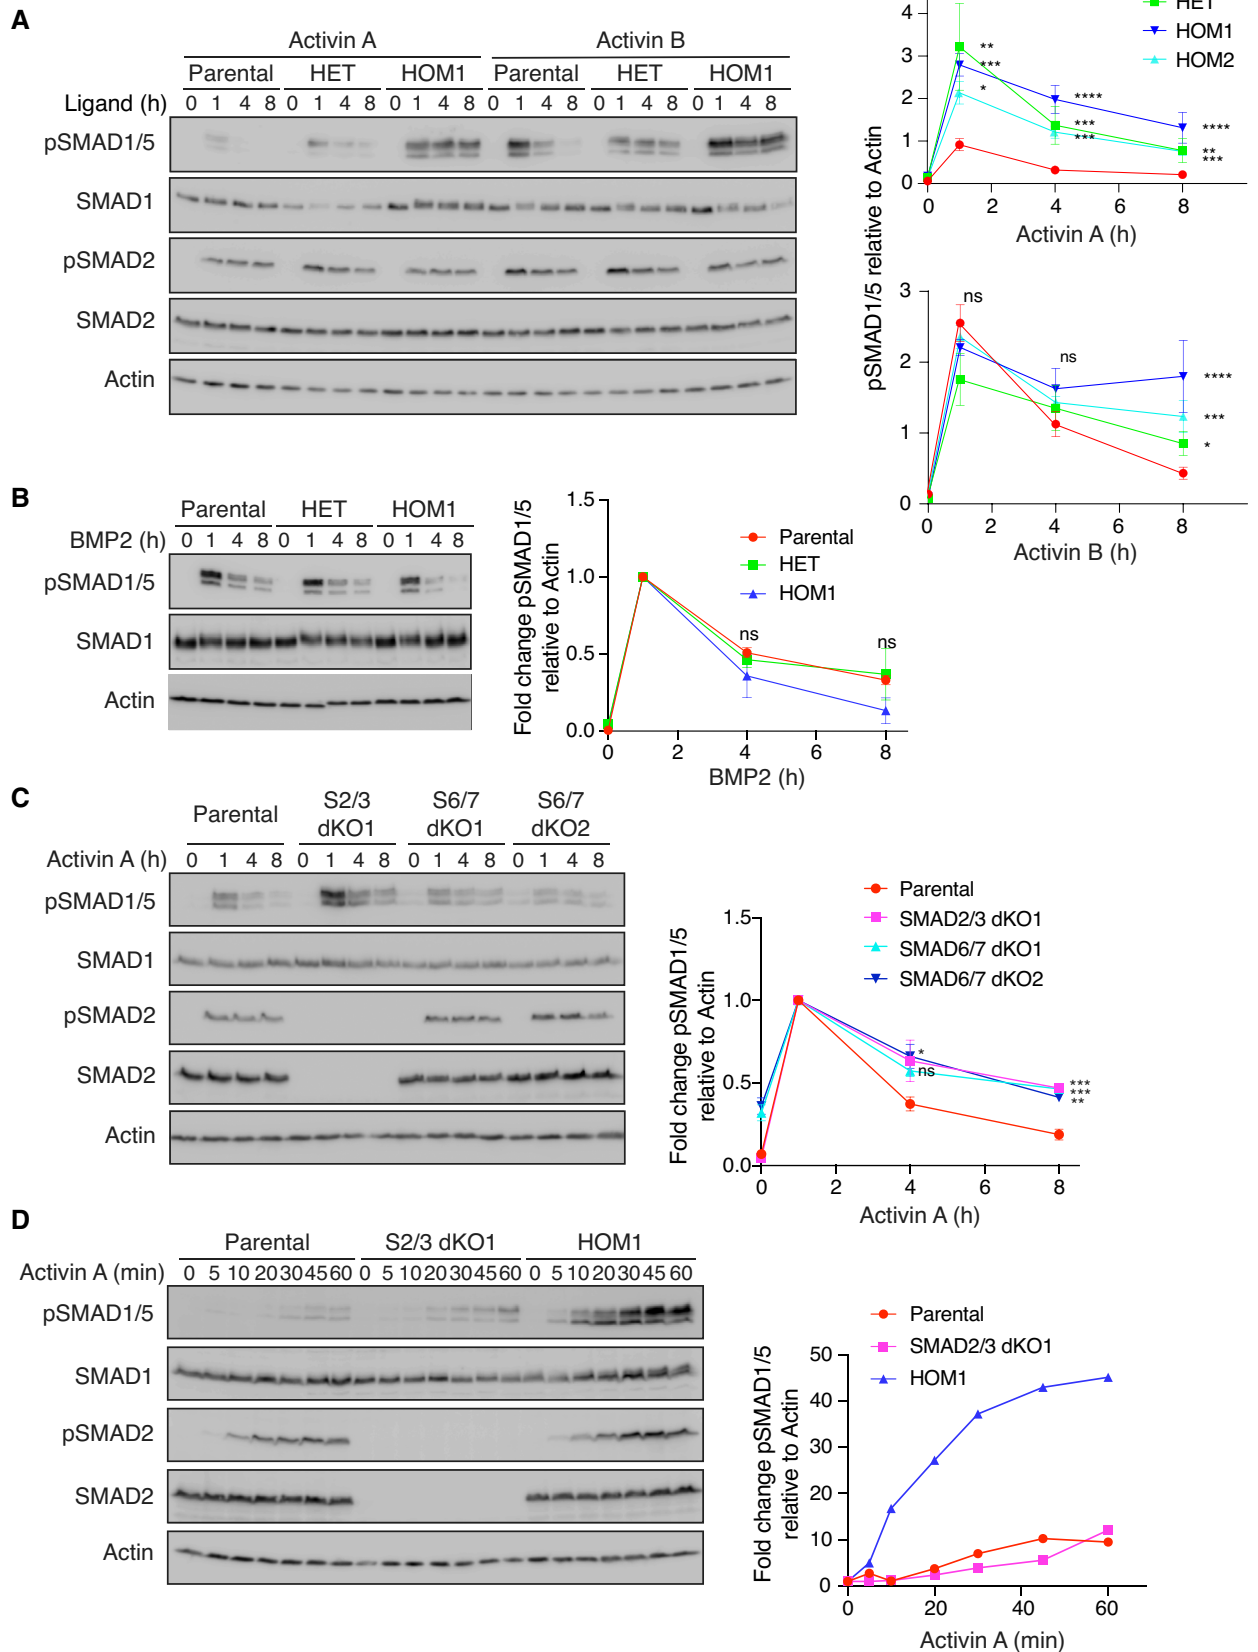 A
Activin A Activin B
Parental HET HOM1 Parental HET HOM1
Ligand (h) 0 1 4 8 0 1 4 8 0 1 4 8 0 1 4 8 0 1 4 8 0 1 4 8
pSMAD1/5
SMAD1
pSMAD2
SMAD2
Actin
HET
HOM1
HOM2
pSMAD1/5 relative to Actin
4
3
2
1
0
** 
***
*
****
***
***
****
**
***
0 2 4 6 8
Activin A (h)
3
2
1
0
ns
ns
****
***
*
0 2 4 6 8
Activin B (h)
B
Parental HET HOM1
BMP2 (h) 0 1 4 8 0 1 4 8 0 1 4 8
pSMAD1/5
SMAD1
Actin
Fold change pSMAD1/5
relative to Actin
1.5
1.0
0.5
0.0
Parental
HET
HOM1
ns
ns
0 2 4 6 8
BMP2 (h)
C
Parental S2/3 S6/7 S6/7
dKO1 dKO1 dKO2
Activin A (h) 0 1 4 8 0 1 4 8 0 1 4 8 0 1 4 8
pSMAD1/5
SMAD1
pSMAD2
SMAD2
Actin
Parental
SMAD2/3 dKO1
SMAD6/7 dKO1
SMAD6/7 dKO2
Fold change pSMAD1/5
relative to Actin
1.5
1.0
0.5
0.0
*
ns
***
***
**
0 2 4 6 8
Activin A (h)
D
Parental S2/3 dKO1 HOM1
Activin A (min) 0 5 10 20 30 45 60 0 5 10 20 30 45 60 0 5 10 20 30 45 60
pSMAD1/5
SMAD1
pSMAD2
SMAD2
Actin
Parental
SMAD2/3 dKO1
HOM1
Fold change pSMAD1/5
relative to Actin
50
40
30
20
10
0
0 20 40 60
Activin A (min)